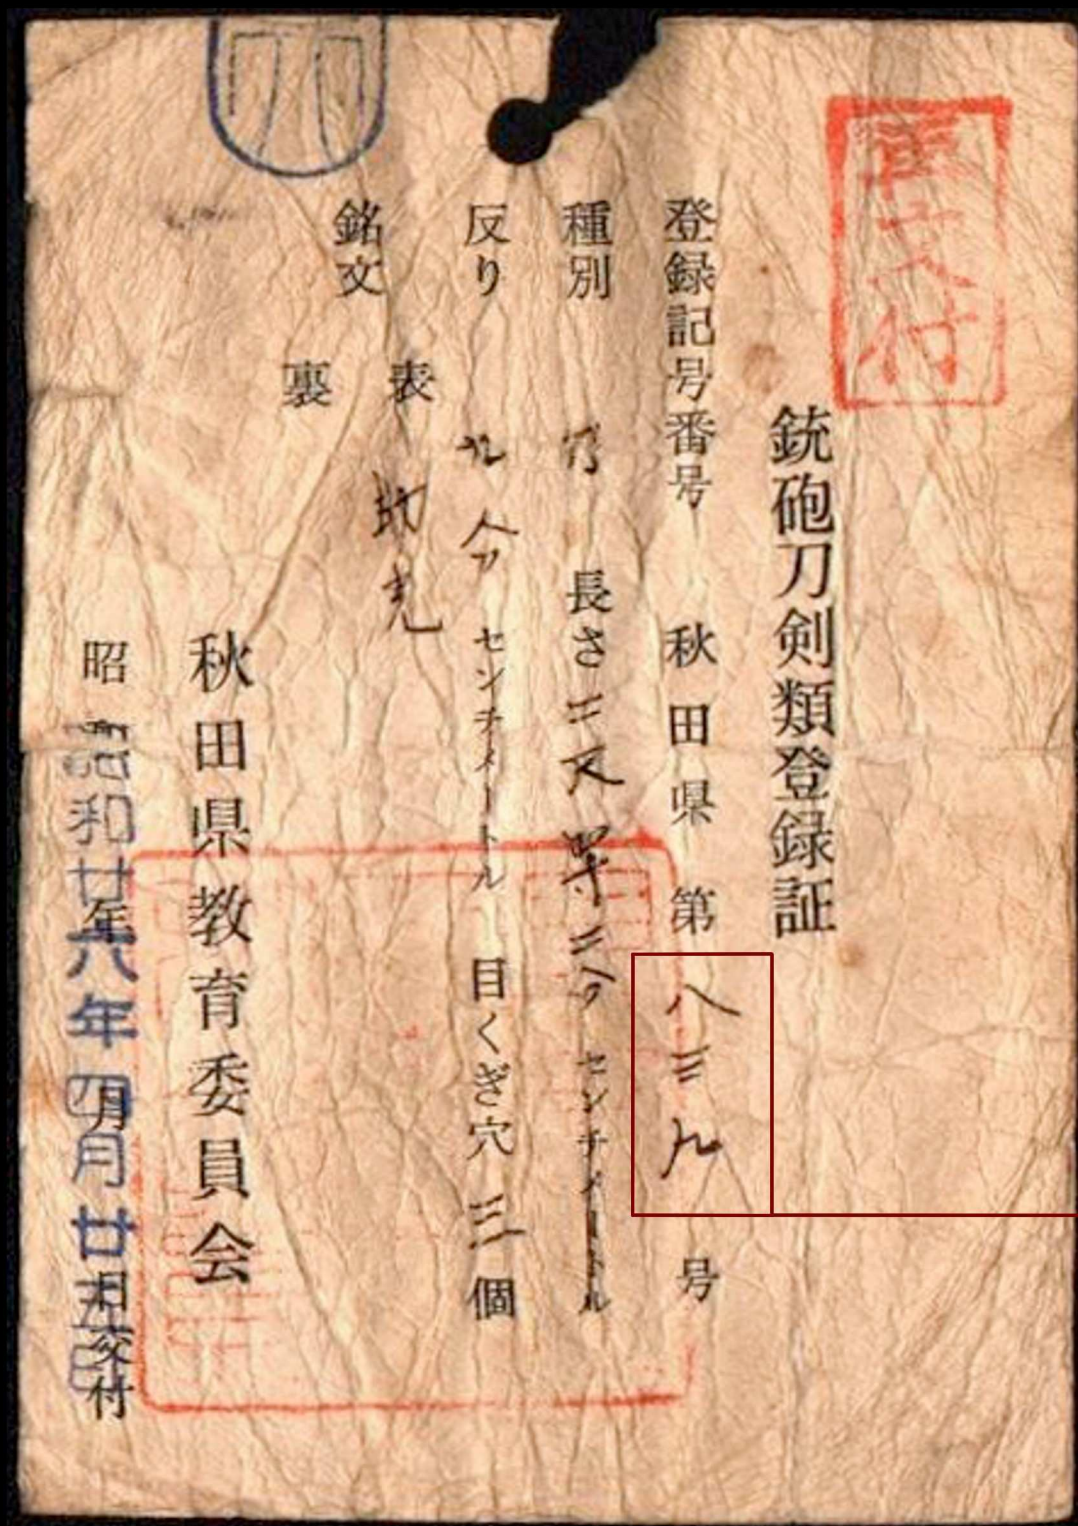 再交付
銃砲刀剣類登録証
登録記号番号 秋田県 第 八三九 号
種別 刀 長さ 二尺四寸二分 センチメートル
反り 九分 センチメートル 目くぎ穴 三 個
銘文 表
裏
秋田県教育委員会
昭和廿六年四月廿五日交付